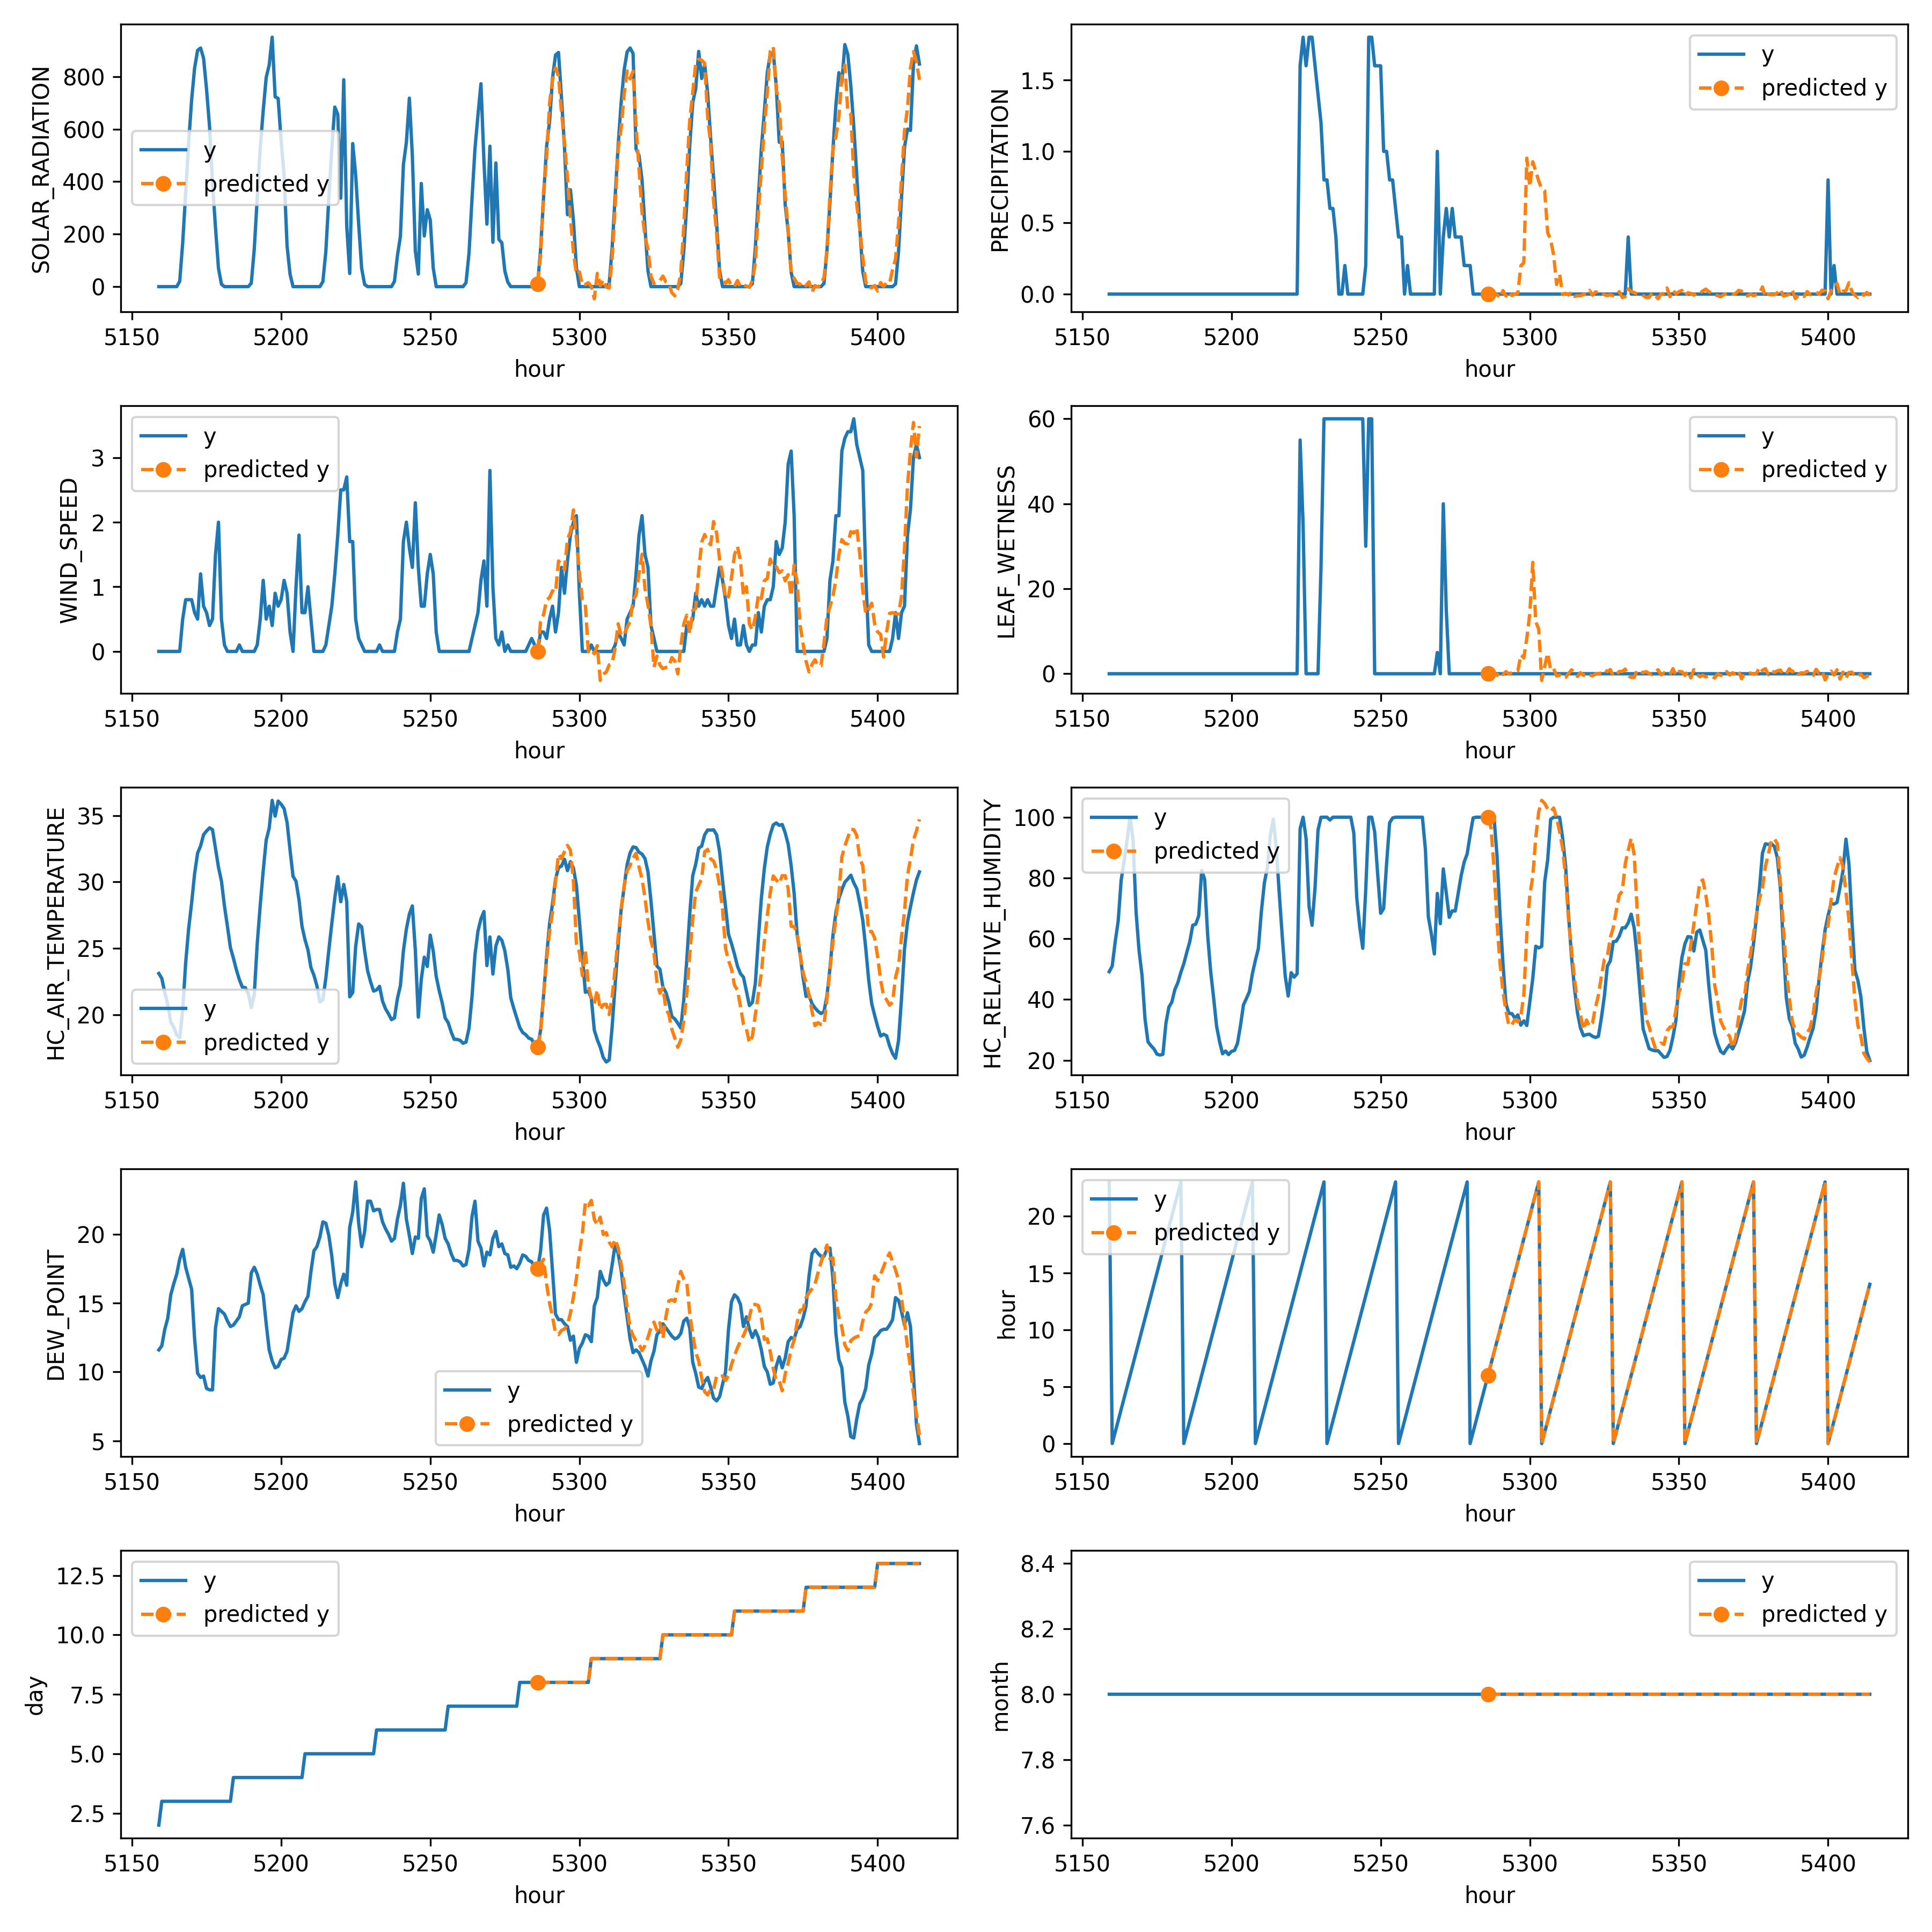 SOLAR_RADIATION
800
600
400
200
0
y
predicted y
5150 5200 5250 5300 5350 5400
hour
PRECIPITATION
1.5
1.0
0.5
0.0
y
predicted y
5150 5200 5250 5300 5350 5400
hour
WIND_SPEED
3
2
1
0
y
predicted y
5150 5200 5250 5300 5350 5400
hour
LEAF_WETNESS
60
40
20
0
y
predicted y
5150 5200 5250 5300 5350 5400
hour
HC_AIR_TEMPERATURE
35
30
25
20
y
predicted y
5150 5200 5250 5300 5350 5400
hour
HC_RELATIVE_HUMIDITY
100
80
60
40
20
y
predicted y
5150 5200 5250 5300 5350 5400
hour
DEW_POINT
20
15
10
5
y
predicted y
5150 5200 5250 5300 5350 5400
hour
hour
20
15
10
5
0
y
predicted y
5150 5200 5250 5300 5350 5400
hour
day
12.5
10.0
7.5
5.0
2.5
y
predicted y
5150 5200 5250 5300 5350 5400
hour
month
8.4
8.2
8.0
7.8
7.6
y
predicted y
5150 5200 5250 5300 5350 5400
hour